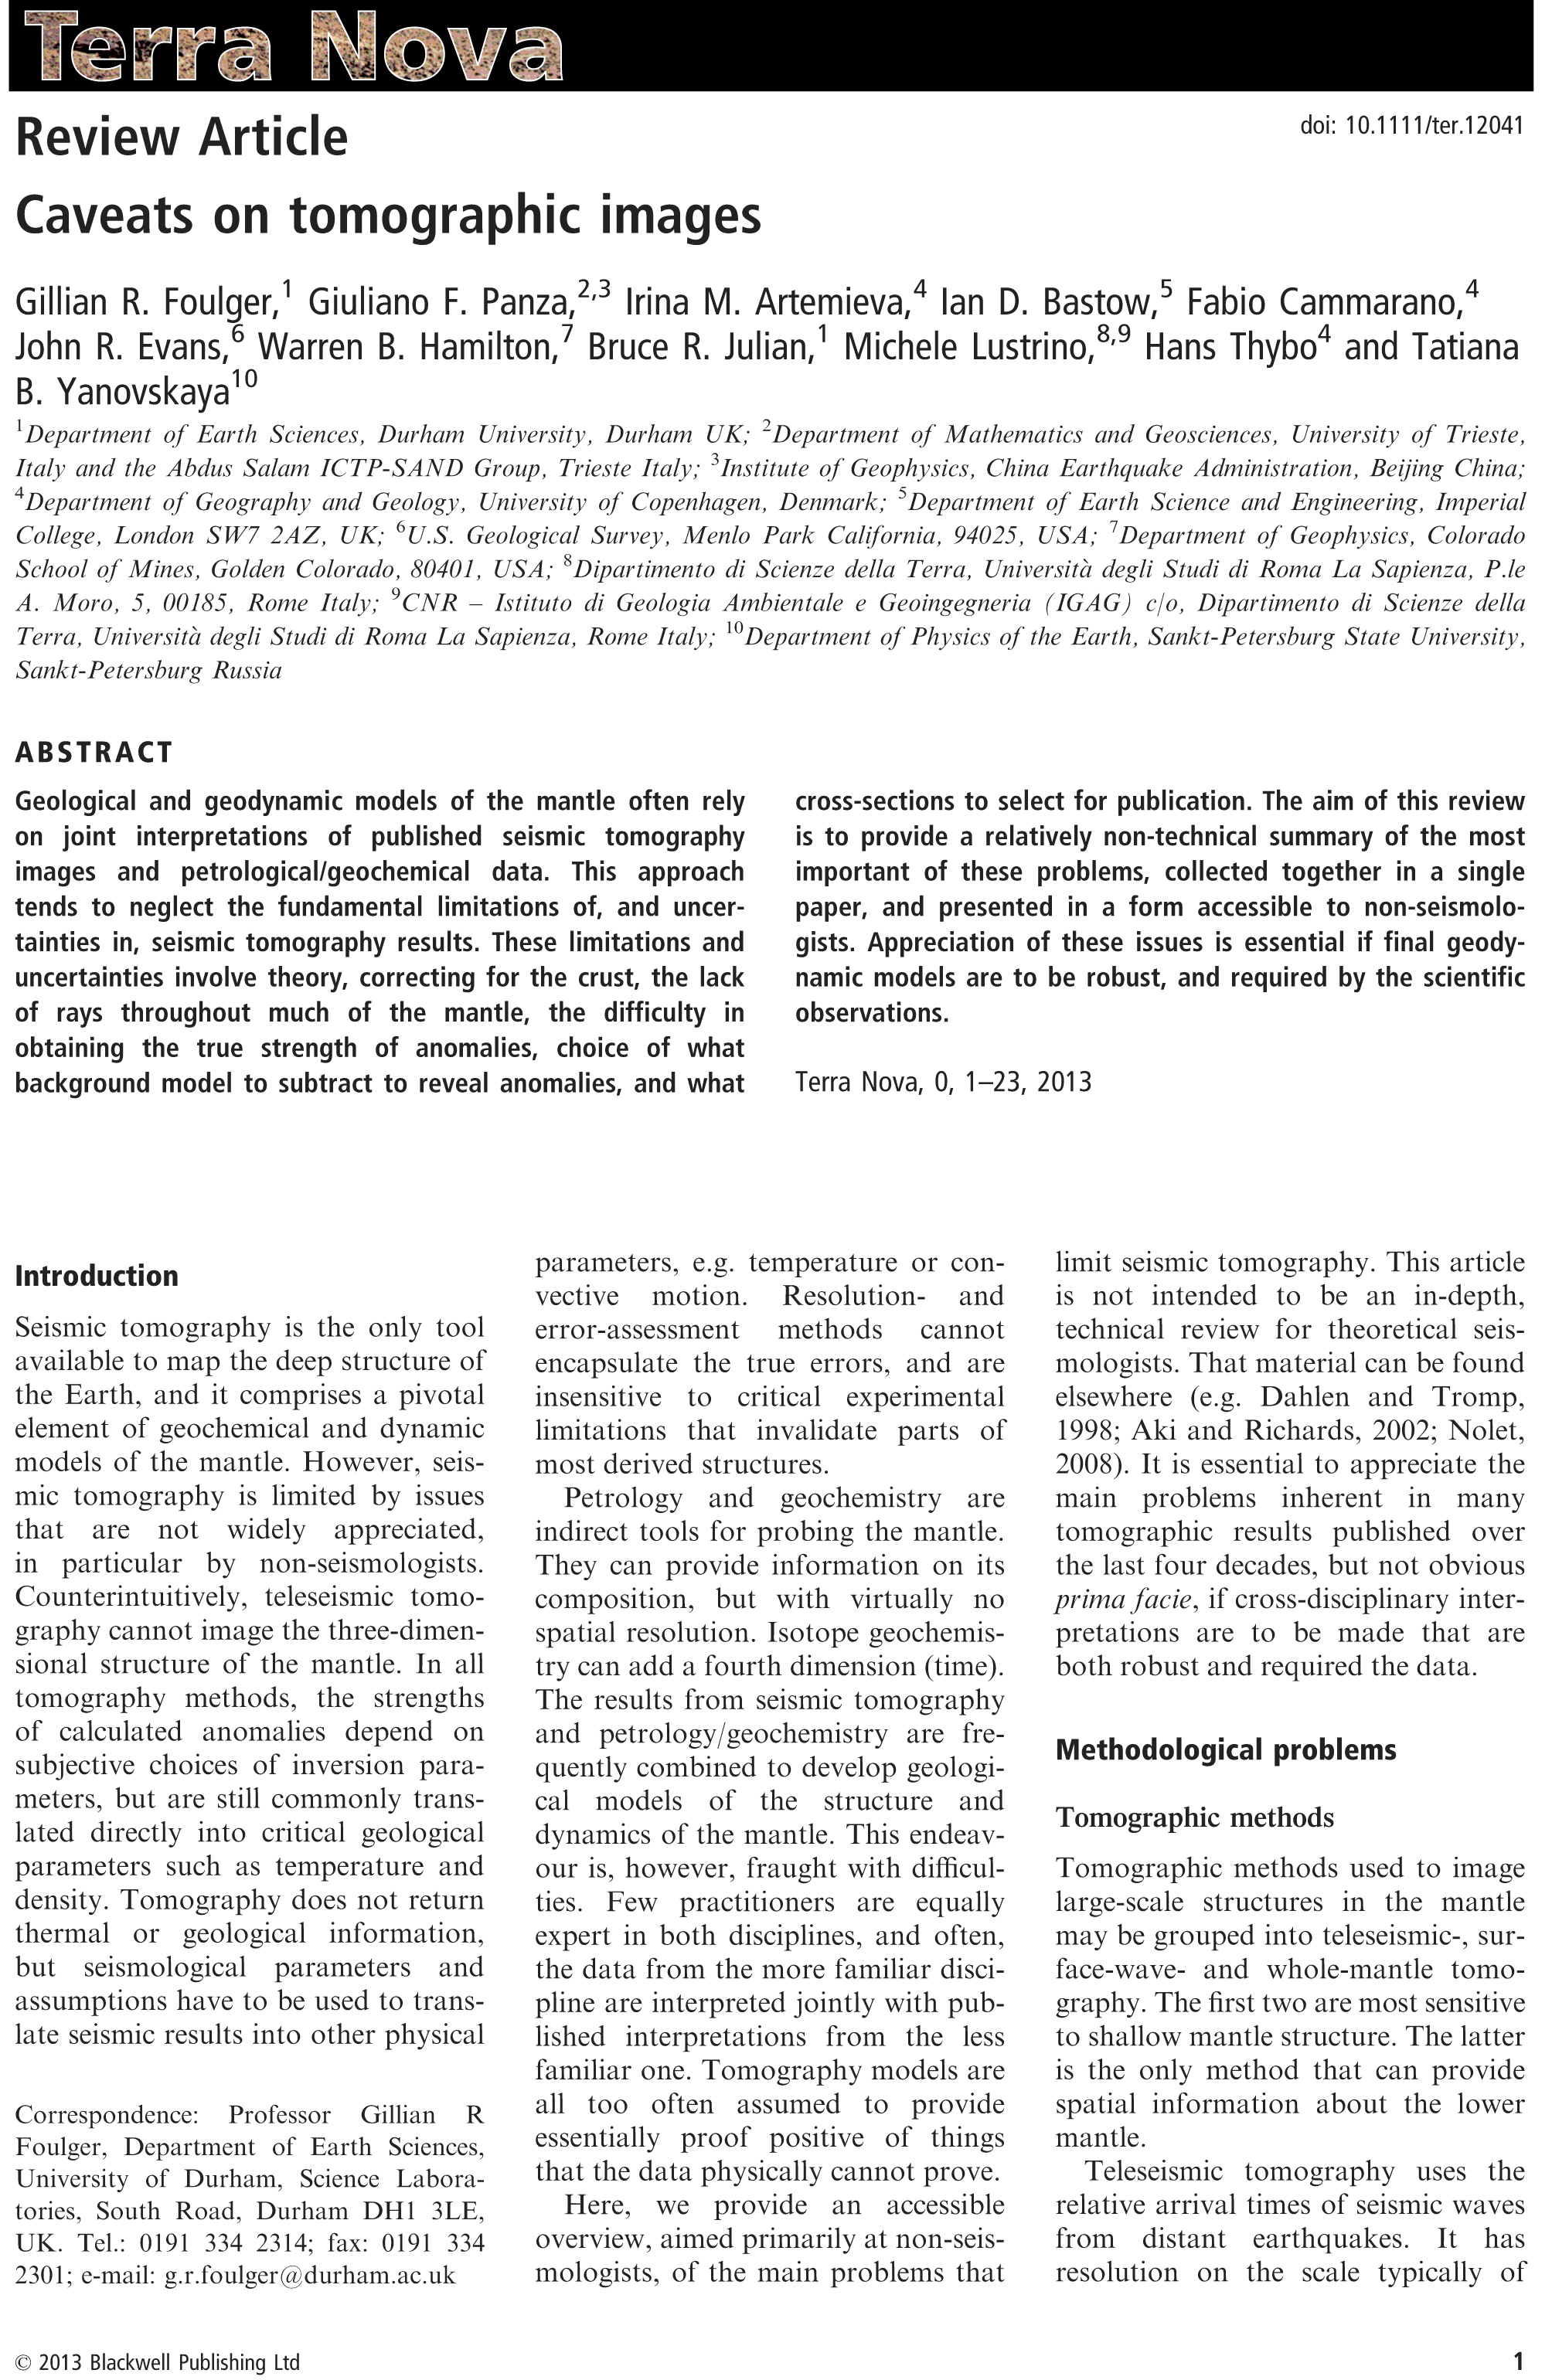 Terra Nova
Review Article
doi: 10.1111/ter.12041
Caveats on tomographic images
Gillian R. Foulger,1 Giuliano F. Panza,2,3 Irina M. Artemieva,4 Ian D. Bastow,5 Fabio Cammarano,4
John R. Evans,6 Warren B. Hamilton,7 Bruce R. Julian,1 Michele Lustrino,8,9 Hans Thybo4 and Tatiana
B. Yanovskaya10
1Department of Earth Sciences, Durham University, Durham UK; 2Department of Mathematics and Geosciences, University of Trieste,
Italy and the Abdus Salam ICTP-SAND Group, Trieste Italy; 3Institute of Geophysics, China Earthquake Administration, Beijing China;
4Department of Geography and Geology, University of Copenhagen, Denmark; 5Department of Earth Science and Engineering, Imperial
College, London SW7 2AZ, UK; 6U.S. Geological Survey, Menlo Park California, 94025, USA; 7Department of Geophysics, Colorado
School of Mines, Golden Colorado, 80401, USA; 8Dipartimento di Scienze della Terra, Università degli Studi di Roma La Sapienza, P.le
A. Moro, 5, 00185, Rome Italy; 9CNR – Istituto di Geologia Ambientale e Geoingegneria (IGAG) c/o, Dipartimento di Scienze della
Terra, Università degli Studi di Roma La Sapienza, Rome Italy; 10Department of Physics of the Earth, Sankt-Petersburg State University,
Sankt-Petersburg Russia
ABSTRACT
Geological and geodynamic models of the mantle often rely
on joint interpretations of published seismic tomography
images and petrological/geochemical data. This approach
tends to neglect the fundamental limitations of, and uncer-
tainties in, seismic tomography results. These limitations and
uncertainties involve theory, correcting for the crust, the lack
of rays throughout much of the mantle, the difficulty in
obtaining the true strength of anomalies, choice of what
background model to subtract to reveal anomalies, and what
cross-sections to select for publication. The aim of this review
is to provide a relatively non-technical summary of the most
important of these problems, collected together in a single
paper, and presented in a form accessible to non-seismolo-
gists. Appreciation of these issues is essential if final geody-
namic models are to be robust, and required by the scientific
observations.
Terra Nova, 0, 1–23, 2013
Introduction
Seismic tomography is the only tool
available to map the deep structure of
the Earth, and it comprises a pivotal
element of geochemical and dynamic
models of the mantle. However, seis-
mic tomography is limited by issues
that are not widely appreciated,
in particular by non-seismologists.
Counterintuitively, teleseismic tomo-
graphy cannot image the three-dimen-
sional structure of the mantle. In all
tomography methods, the strengths
of calculated anomalies depend on
subjective choices of inversion para-
meters, but are still commonly trans-
lated directly into critical geological
parameters such as temperature and
density. Tomography does not return
thermal or geological information,
but seismological parameters and
assumptions have to be used to trans-
late seismic results into other physical
Correspondence: Professor Gillian R
Foulger, Department of Earth Sciences,
University of Durham, Science Labora-
tories, South Road, Durham DH1 3LE,
UK. Tel.: 0191 334 2314; fax: 0191 334
2301; e-mail: g.r.foulger@durham.ac.uk
parameters, e.g. temperature or con-
vective motion. Resolution- and
error-assessment methods cannot
encapsulate the true errors, and are
insensitive to critical experimental
limitations that invalidate parts of
most derived structures.
Petrology and geochemistry are
indirect tools for probing the mantle.
They can provide information on its
composition, but with virtually no
spatial resolution. Isotope geochemis-
try can add a fourth dimension (time).
The results from seismic tomography
and petrology/geochemistry are fre-
quently combined to develop geologi-
cal models of the structure and
dynamics of the mantle. This endeav-
our is, however, fraught with difficul-
ties. Few practitioners are equally
expert in both disciplines, and often,
the data from the more familiar disci-
pline are interpreted jointly with pub-
lished interpretations from the less
familiar one. Tomography models are
all too often assumed to provide
essentially proof positive of things
that the data physically cannot prove.
Here, we provide an accessible
overview, aimed primarily at non-seis-
mologists, of the main problems that
limit seismic tomography. This article
is not intended to be an in-depth,
technical review for theoretical seis-
mologists. That material can be found
elsewhere (e.g. Dahlen and Tromp,
1998; Aki and Richards, 2002; Nolet,
2008). It is essential to appreciate the
main problems inherent in many
tomographic results published over
the last four decades, but not obvious
prima facie, if cross-disciplinary inter-
pretations are to be made that are
both robust and required the data.
Methodological problems
Tomographic methods
Tomographic methods used to image
large-scale structures in the mantle
may be grouped into teleseismic-, sur-
face-wave- and whole-mantle tomo-
graphy. The first two are most sensitive
to shallow mantle structure. The latter
is the only method that can provide
spatial information about the lower
mantle.
Teleseismic tomography uses the
relative arrival times of seismic waves
from distant earthquakes. It has
resolution on the scale typically of
© 2013 Blackwell Publishing Ltd
1